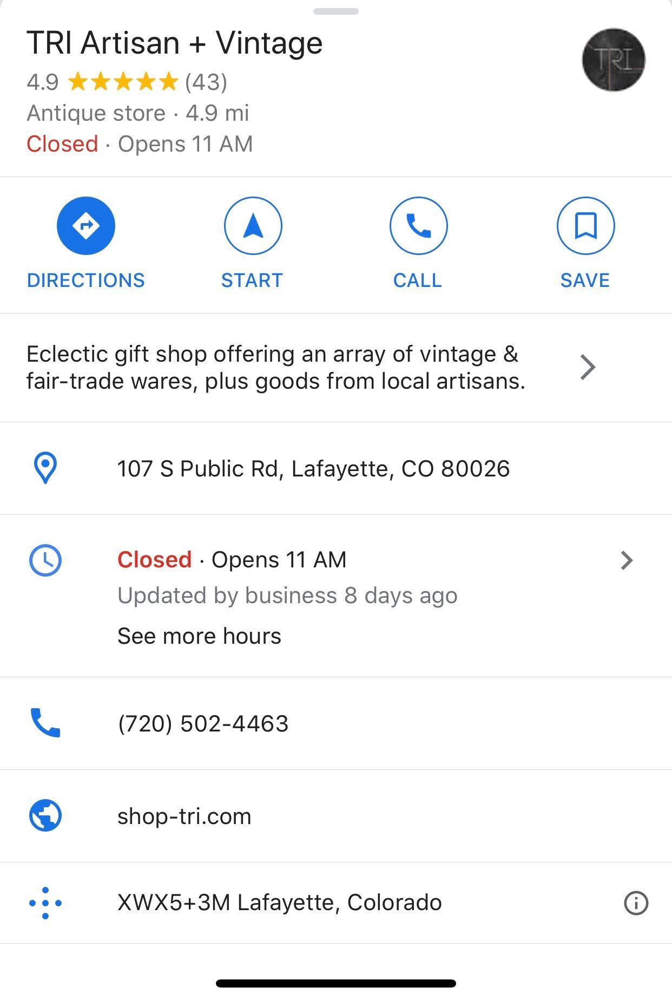 TRI Artisan + Vintage
TRI
4.9 ★★★★★ (43)
Antique store · 4.9 mi
Closed · Opens 11 AM
DIRECTIONS START CALL SAVE
Eclectic gift shop offering an array of vintage &
fair-trade wares, plus goods from local artisans.
107 S Public Rd, Lafayette, CO 80026
Closed · Opens 11 AM
Updated by business 8 days ago
See more hours
(720) 502-4463
shop-tri.com
XWX5+3M Lafayette, Colorado